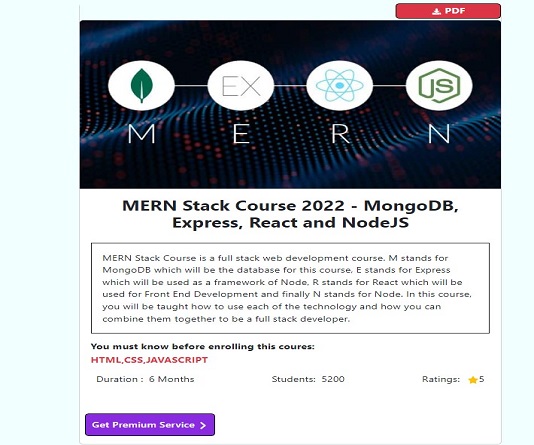 PDF
EX
JS
M E R N
MERN Stack Course 2022 - MongoDB,
Express, React and NodeJS
MERN Stack Course is a full stack web development course. M stands for
MongoDB which will be the database for this course, E stands for Express
which will be used as a framework of Node, R stands for React which will be
used for Front End Development and finally N stands for Node. In this course,
you will be taught how to use each of the technology and how you can
combine them together to be a full stack developer.
You must know before enrolling this coures:
HTML,CSS,JAVASCRIPT
Duration : 6 Months Students: 5200 Ratings: 5
Get Premium Service